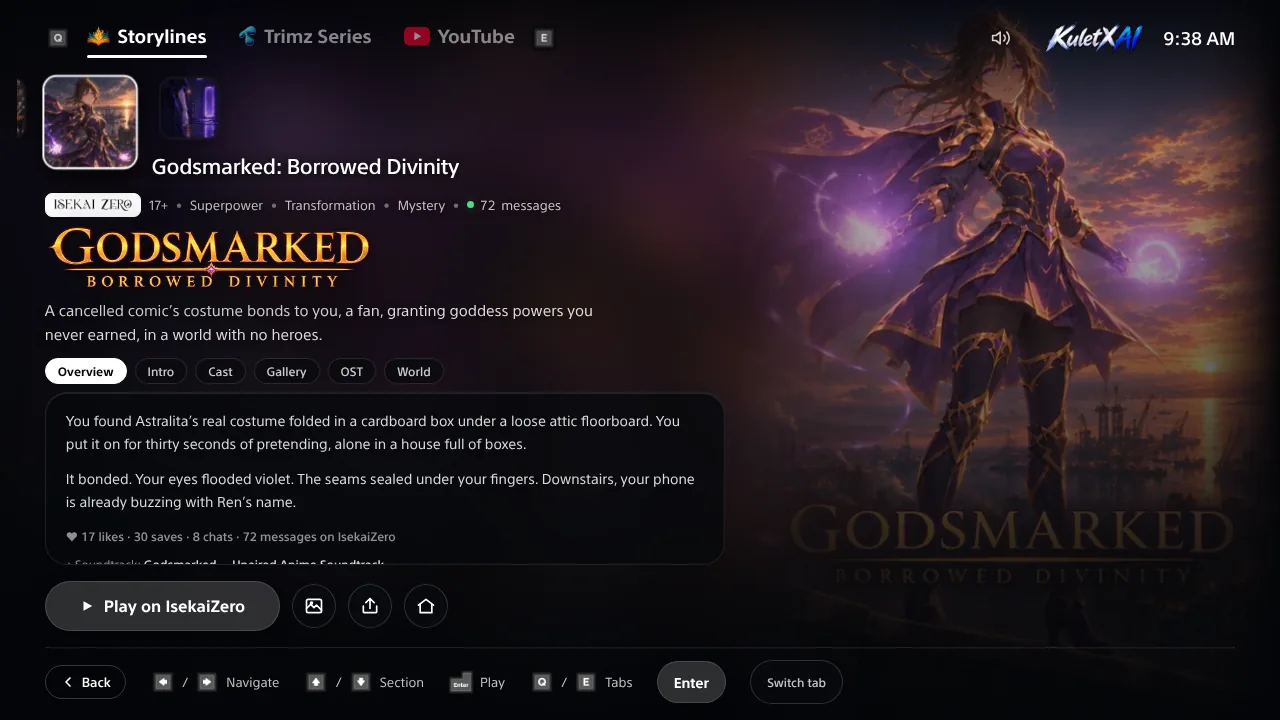 Q
Storylines
Trimz Series
YouTube
E
KuletXAI
9:38 AM
Godsmarked: Borrowed Divinity
ISEKAI ZERO
17+ • Superpower • Transformation • Mystery • 72 messages
GODSMARKED
BORROWED DIVINITY
A cancelled comic’s costume bonds to you, a fan, granting goddess powers you
never earned, in a world with no heroes.
Overview
Intro
Cast
Gallery
OST
World
You found Astralita’s real costume folded in a cardboard box under a loose attic floorboard. You
put it on for thirty seconds of pretending, alone in a house full of boxes.
It bonded. Your eyes flooded violet. The seams sealed under your fingers. Downstairs, your phone
is already buzzing with Ren’s name.
17 likes · 30 saves · 8 chats · 72 messages on IsekaiZero
Soundtrack Godsmarked — Unaired Anime Soundtrack
GODSMARKED
BORROWED DIVINITY
Play on IsekaiZero
Back
/ Navigate
/ Section
Enter Play
Q / E Tabs
Enter
Switch tab